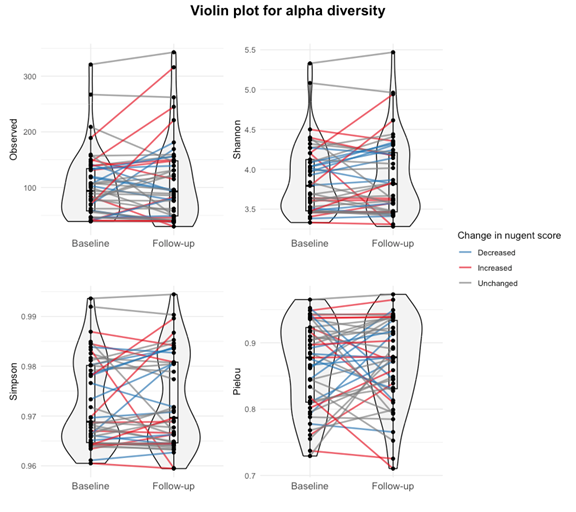 Violin plot for alpha diversity
Observed
300
200
100
Baseline
Follow-up
Shannon
5.5
5.0
4.5
4.0
3.5
Baseline
Follow-up
Change in nugent score
Decreased
Increased
Unchanged
Simpson
0.99
0.98
0.97
0.96
Baseline
Follow-up
Pielou
0.9
0.8
0.7
Baseline
Follow-up